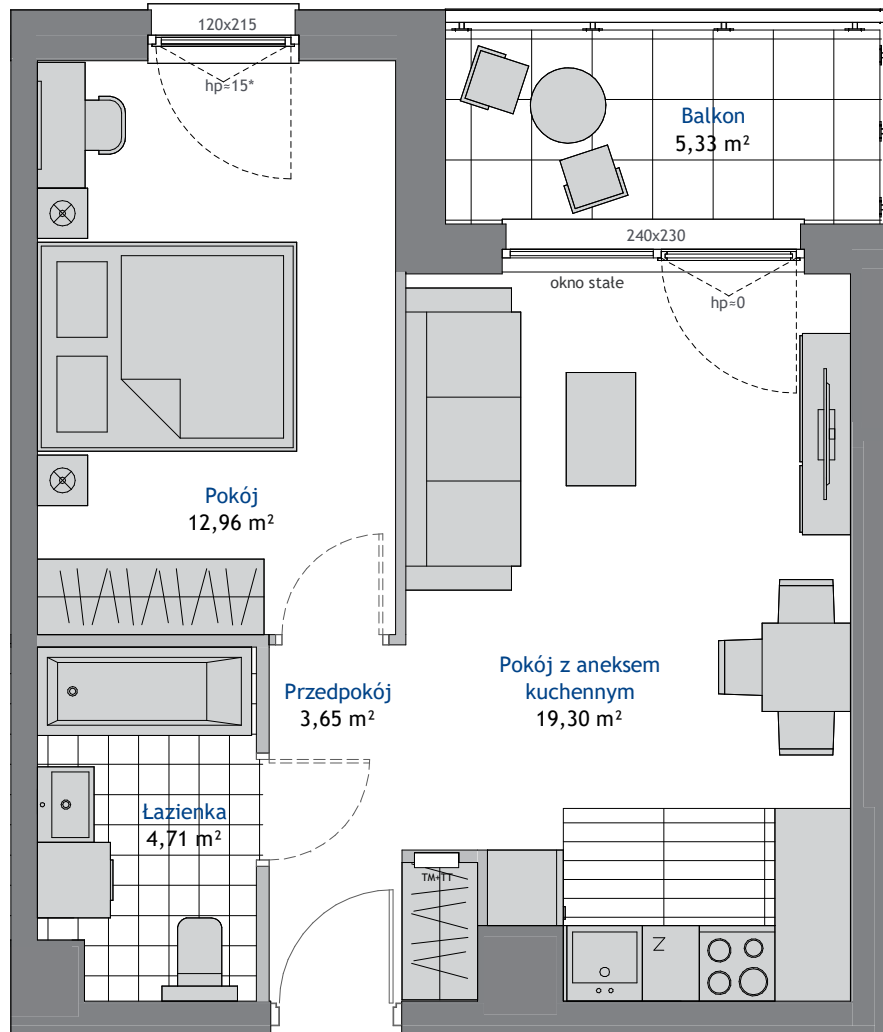 120x215
hp≈15*
Balkon
5,33 m²
240x230
okno stałe
hp≈0
Pokój
12,96 m²
Pokój z aneksem
kuchennym
19,30 m²
Przedpokój
3,65 m²
Łazienka
4,71 m²
TM+TT
Z